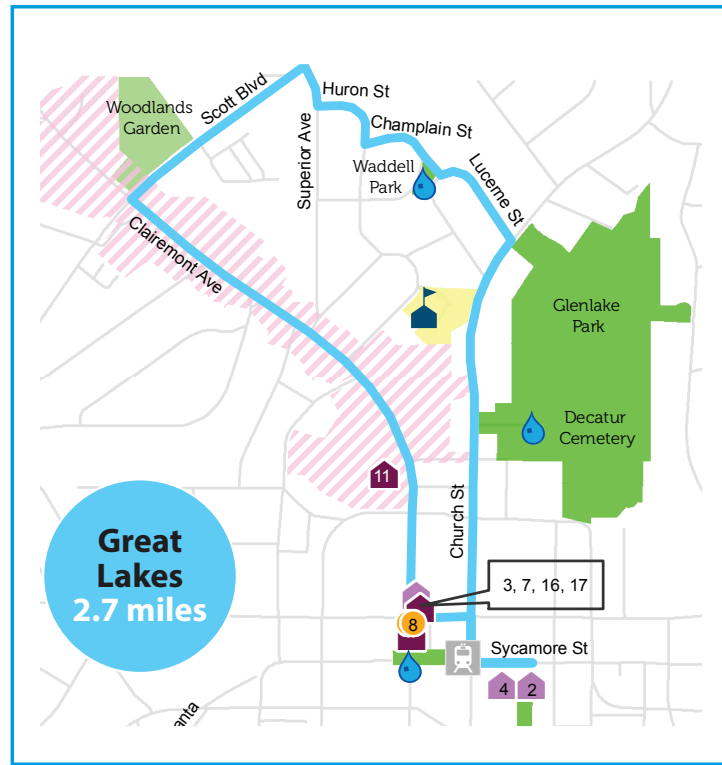 Scott Blvd
Woodlands
Garden
Huron St
Champlain St
Superior Ave
Waddell
Park
Lucerne St
Clairemont Ave
Glenlake
Park
Decatur
Cemetery
11
Church St
Great
Lakes
2.7 miles
3, 7, 16, 17
8
Sycamore St
4
2
anta